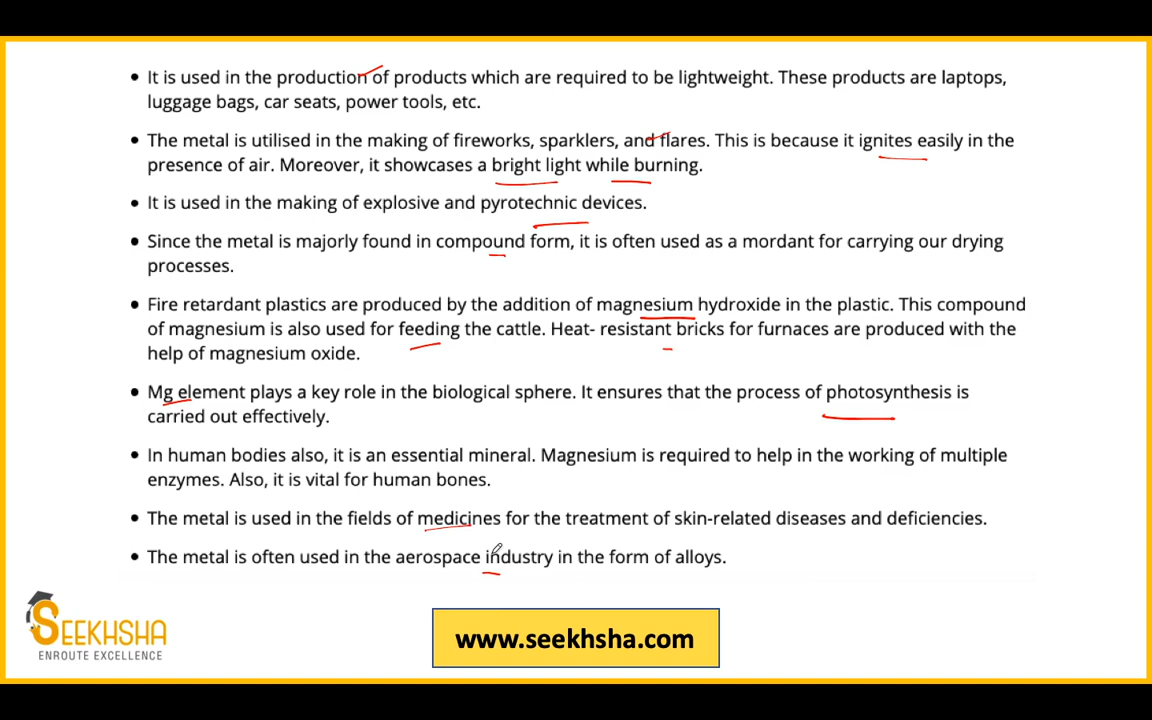 • It is used in the production of products which are required to be lightweight. These products are laptops,
luggage bags, car seats, power tools, etc.
• The metal is utilised in the making of fireworks, sparklers, and flares. This is because it ignites easily in the
presence of air. Moreover, it showcases a bright light while burning.
• It is used in the making of explosive and pyrotechnic devices.
• Since the metal is majorly found in compound form, it is often used as a mordant for carrying our drying
processes.
• Fire retardant plastics are produced by the addition of magnesium hydroxide in the plastic. This compound
of magnesium is also used for feeding the cattle. Heat- resistant bricks for furnaces are produced with the
help of magnesium oxide.
• Mg element plays a key role in the biological sphere. It ensures that the process of photosynthesis is
carried out effectively.
• In human bodies also, it is an essential mineral. Magnesium is required to help in the working of multiple
enzymes. Also, it is vital for human bones.
• The metal is used in the fields of medicines for the treatment of skin-related diseases and deficiencies.
• The metal is often used in the aerospace industry in the form of alloys.
SEEKHSHA
ENROUTE EXCELLENCE
www.seekhsha.com